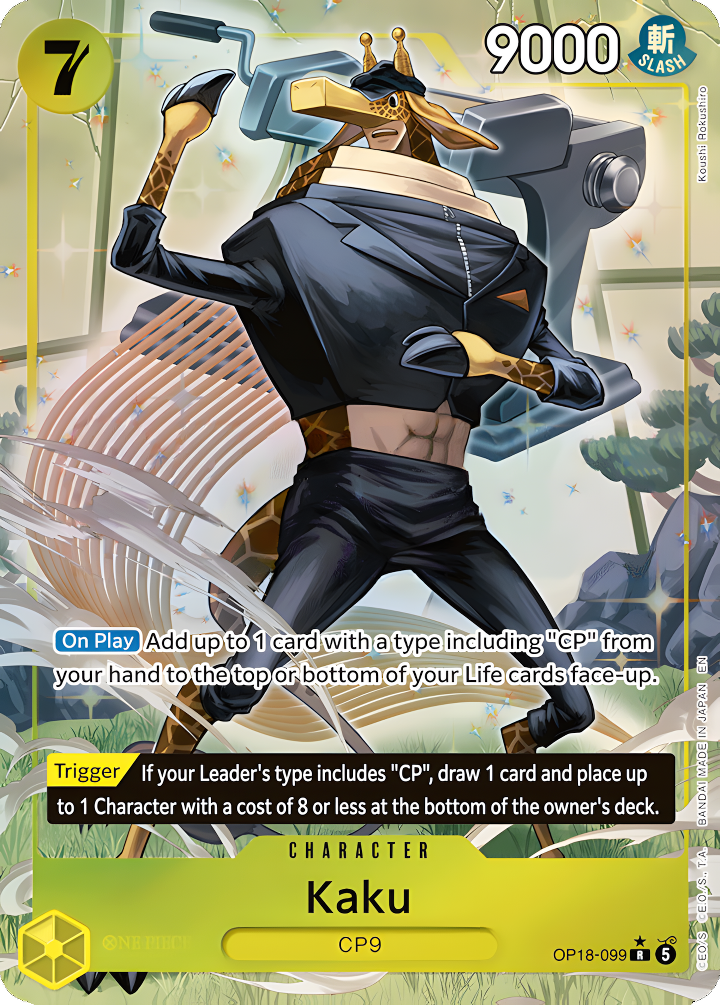 7
9000
斬
SLASH
Koushi Rokushiro
On Play Add up to 1 card with a type including "CP" from
your hand to the top or bottom of your Life cards face-up.
Trigger If your Leader's type includes "CP", draw 1 card and place up
to 1 Character with a cost of 8 or less at the bottom of the owner's deck.
CHARACTER
Kaku
ONE PIECE
CP9
OP18-099 R 5
©E.O./S. ©E.O./S., T.A. BANDAI MADE IN JAPAN EN